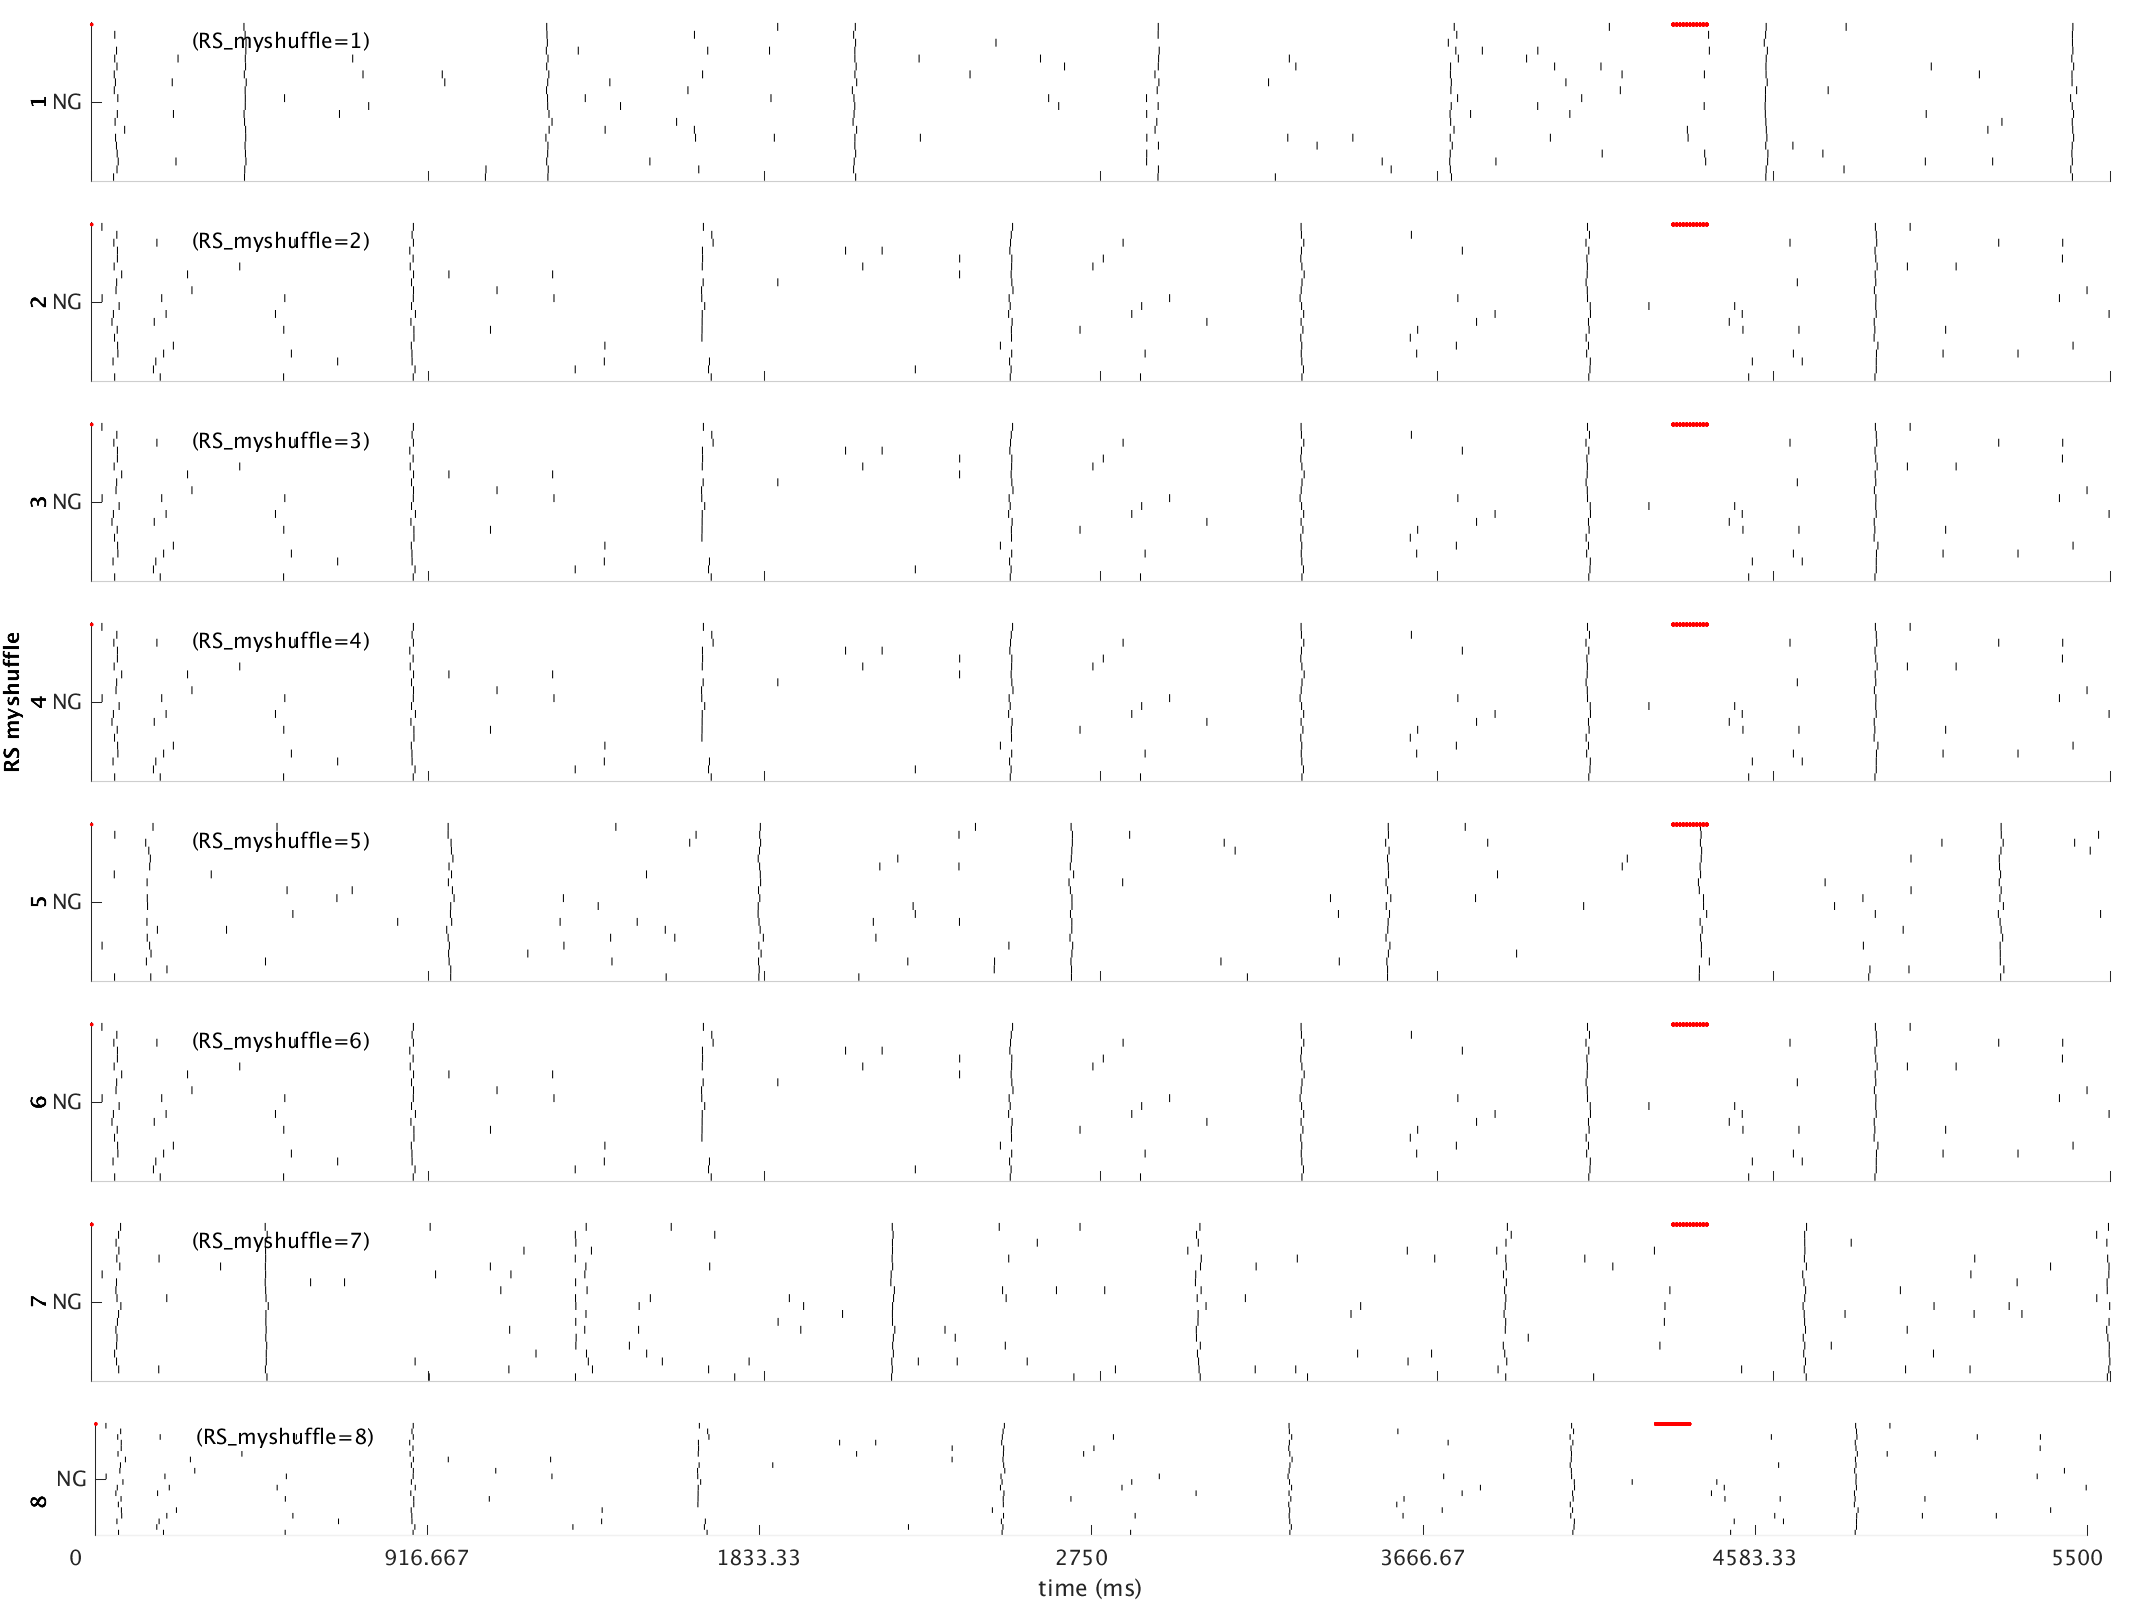 (RS_myshuffle=1)
1 NG
(RS_myshuffle=2)
2 NG
(RS_myshuffle=3)
3 NG
(RS_myshuffle=4)
RS myshuffle
4 NG
(RS_myshuffle=5)
5 NG
(RS_myshuffle=6)
6 NG
(RS_myshuffle=7)
7 NG
(RS_myshuffle=8)
8 NG
0 916.667 1833.33 2750 3666.67 4583.33 5500
time (ms)